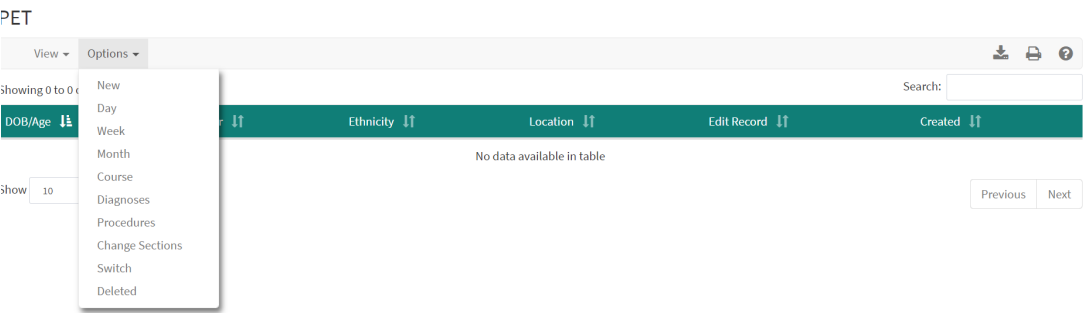 PET
View Options
New
Day
Week
Month
Course
Diagnoses
Procedures
Change Sections
Switch
Deleted
Showing 0 to 0
Search:
DOB/Age Ethnicity Location Edit Record Created
No data available in table
Show 10
Previous Next